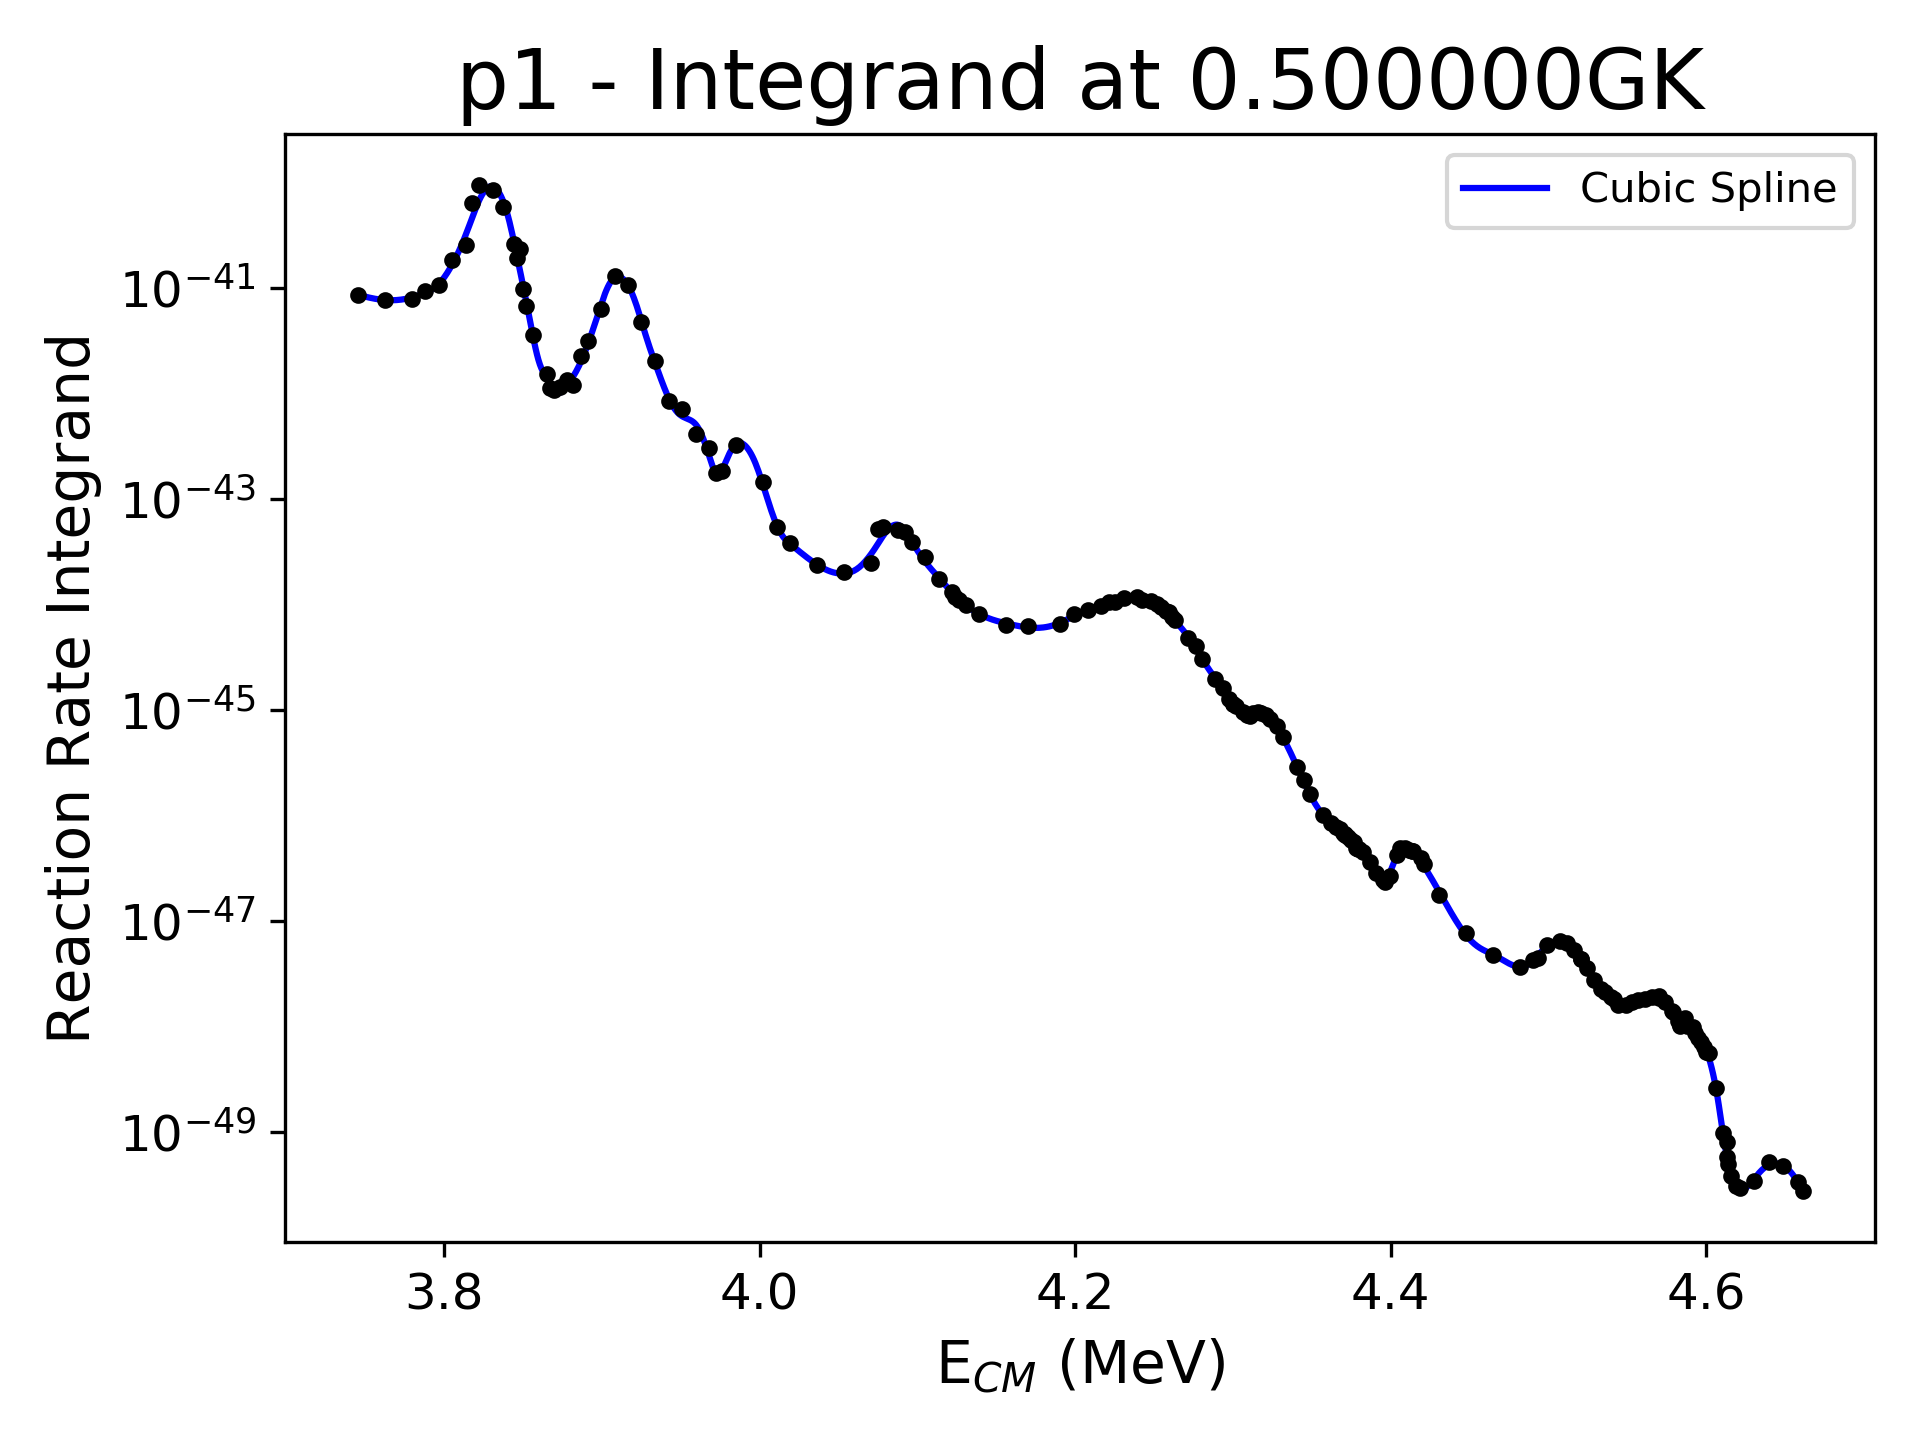 p1 - Integrand at 0.500000GK
Cubic Spline
Reaction Rate Integrand
10⁻⁴¹
10⁻⁴³
10⁻⁴⁵
10⁻⁴⁷
10⁻⁴⁹
3.8 4.0 4.2 4.4 4.6
E_CM (MeV)